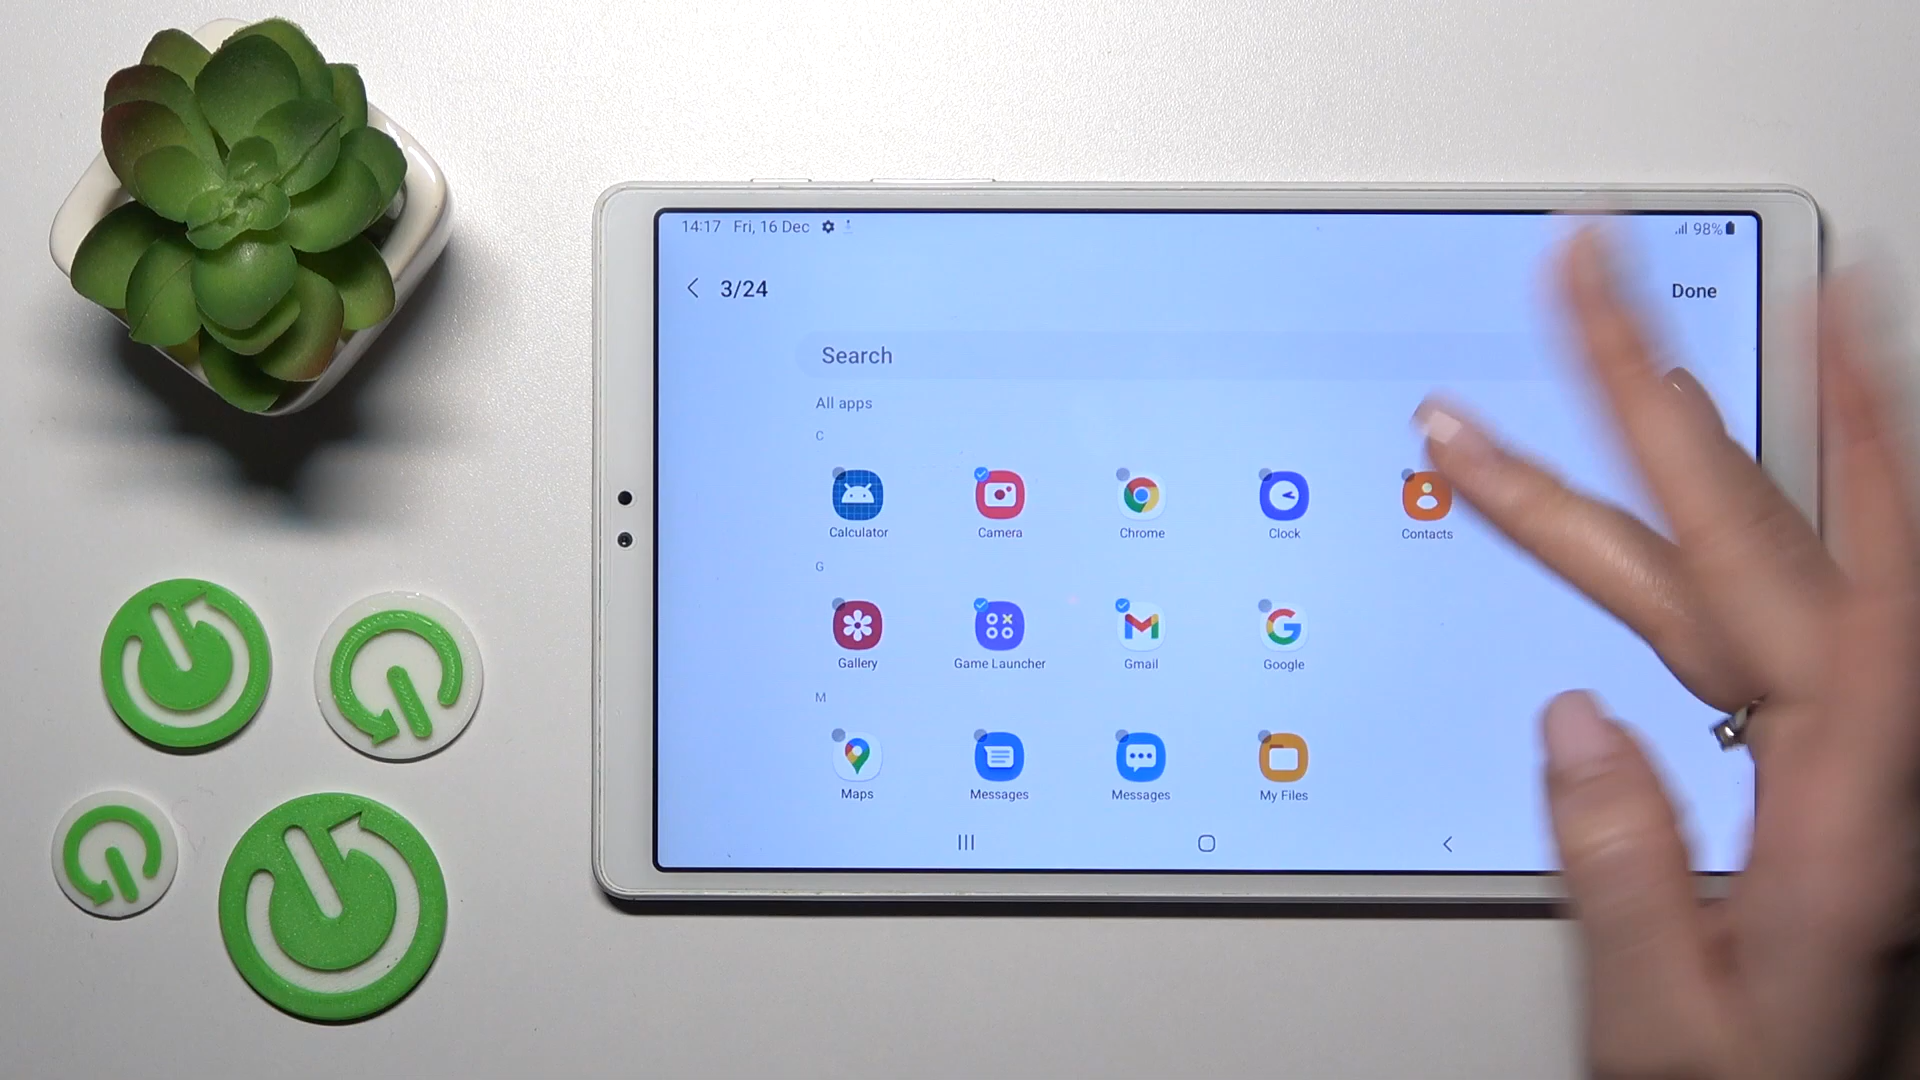 14:17 Fri, 16 Dec
98%
3/24
Done
Search
All apps
C
Calculator
Camera
Chrome
Clock
Contacts
G
Gallery
Game Launcher
Gmail
Google
M
Maps
Messages
Messages
My Files